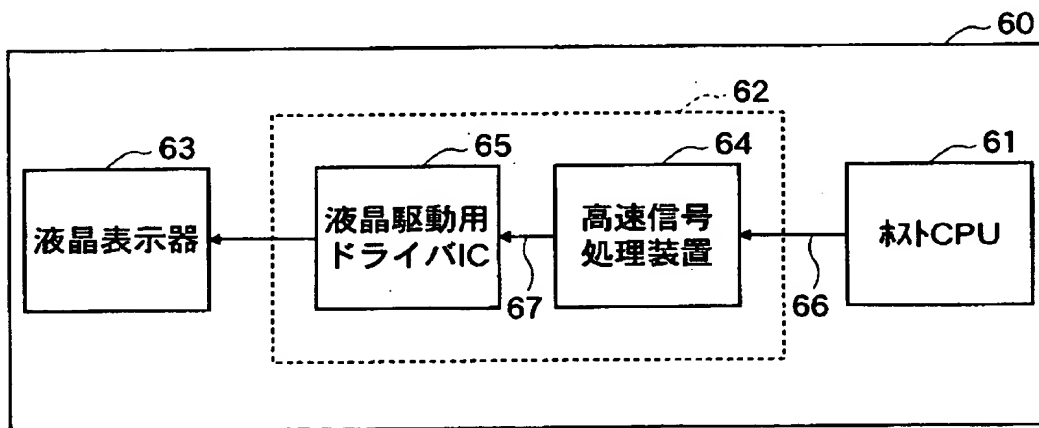 60
62
63
65
64
61
液晶表示器
液晶駆動用
ドライバIC
高速信号
処理装置
ホストCPU
67
66